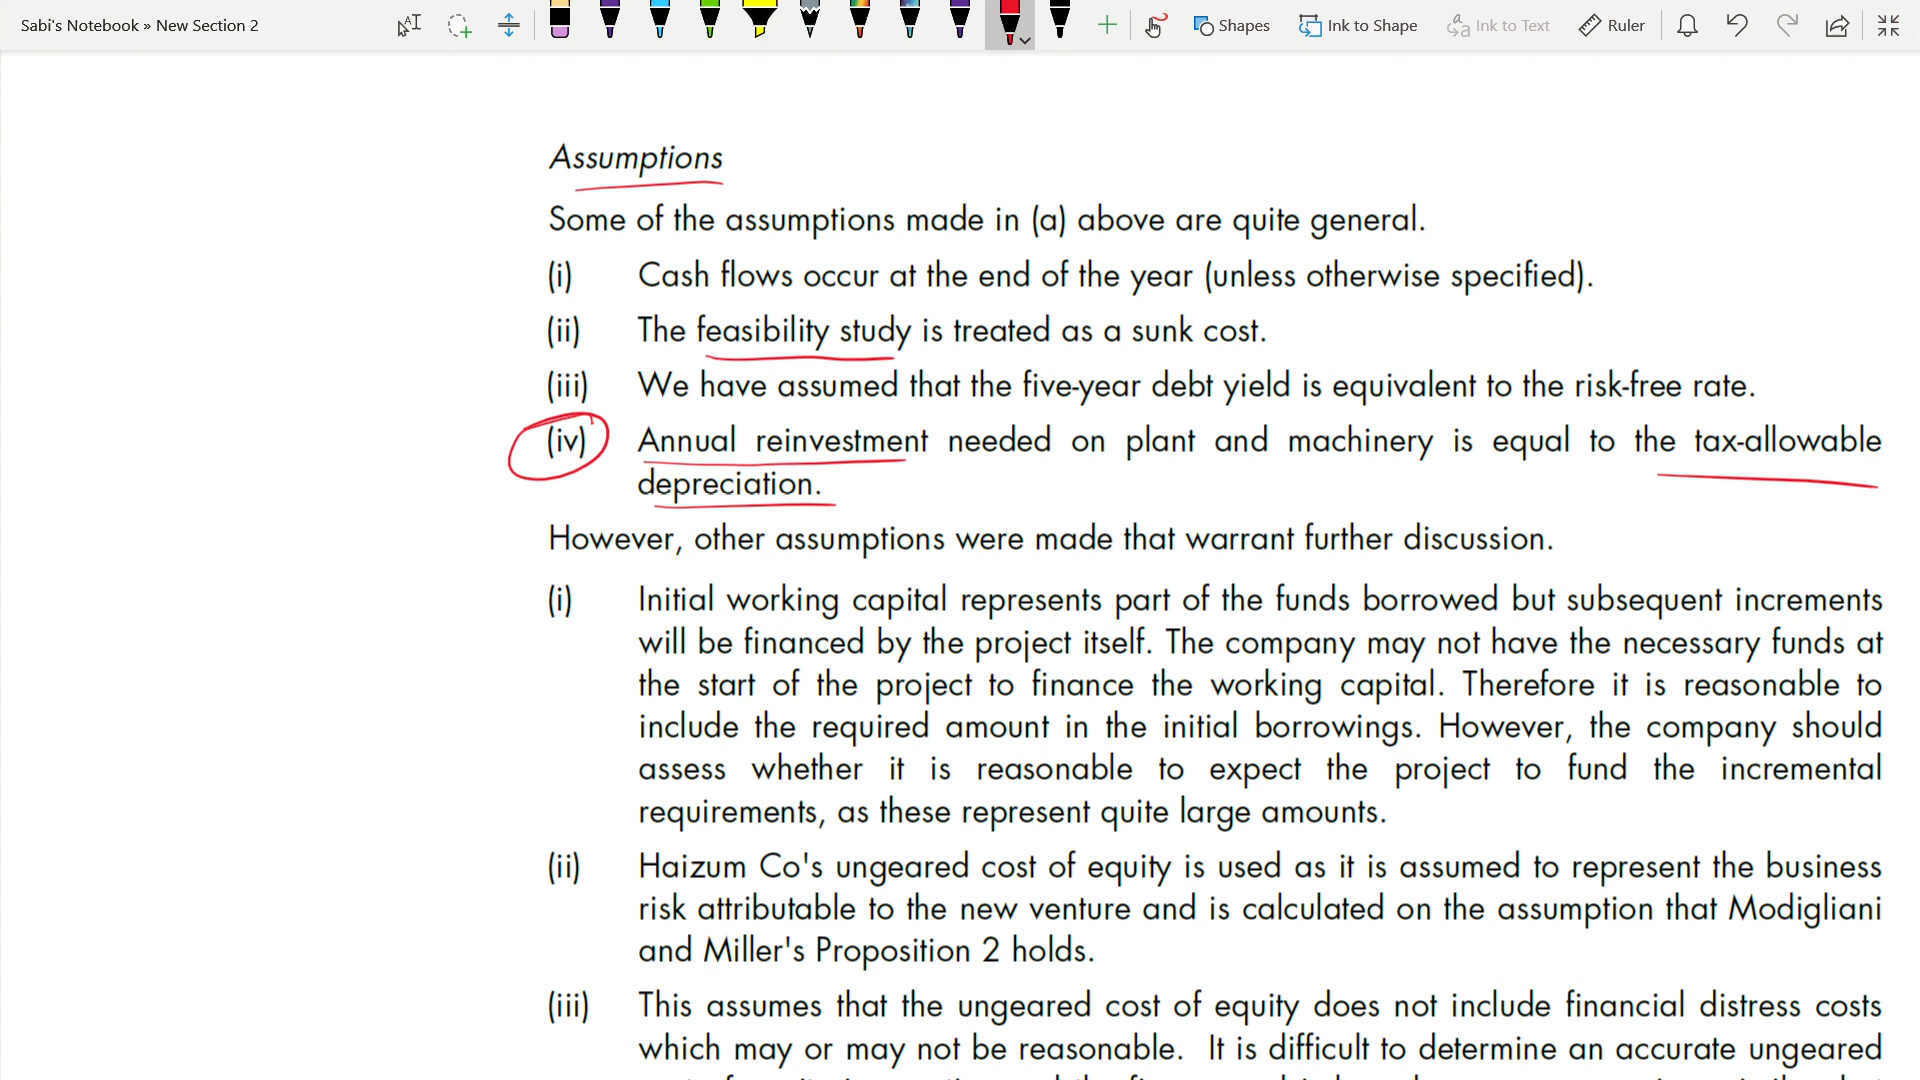 Sabi's Notebook » New Section 2
Shapes
Ink to Shape
Ink to Text
Ruler
Assumptions
Some of the assumptions made in (a) above are quite general.
(i) Cash flows occur at the end of the year (unless otherwise specified).
(ii) The feasibility study is treated as a sunk cost.
(iii) We have assumed that the five-year debt yield is equivalent to the risk-free rate.
(iv) Annual reinvestment needed on plant and machinery is equal to the tax-allowable
depreciation.
However, other assumptions were made that warrant further discussion.
(i) Initial working capital represents part of the funds borrowed but subsequent increments
will be financed by the project itself. The company may not have the necessary funds at
the start of the project to finance the working capital. Therefore it is reasonable to
include the required amount in the initial borrowings. However, the company should
assess whether it is reasonable to expect the project to fund the incremental
requirements, as these represent quite large amounts.
(ii) Haizum Co's ungeared cost of equity is used as it is assumed to represent the business
risk attributable to the new venture and is calculated on the assumption that Modigliani
and Miller's Proposition 2 holds.
(iii) This assumes that the ungeared cost of equity does not include financial distress costs
which may or may not be reasonable. It is difficult to determine an accurate ungeared